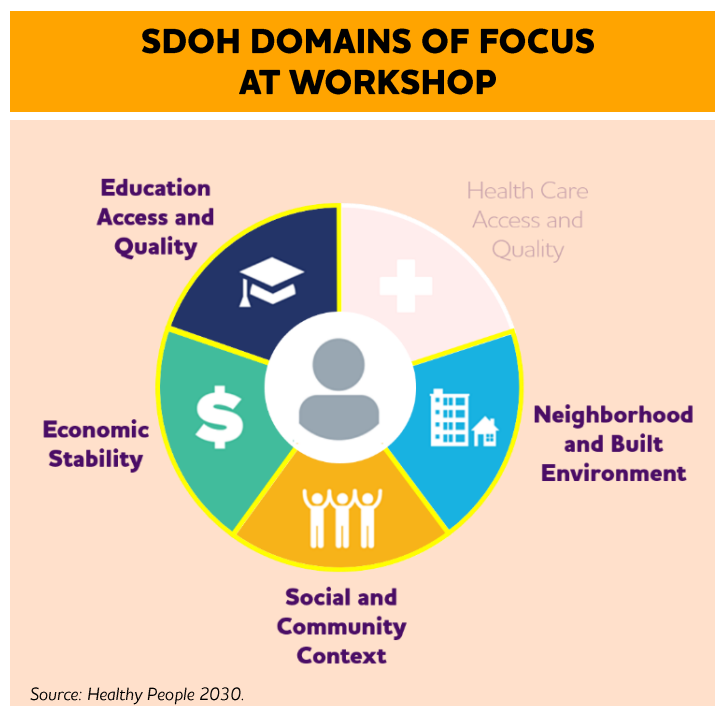 SDOH DOMAINS OF FOCUS
AT WORKSHOP
Education
Access and
Quality
Health Care
Access and
Quality
$
Economic
Stability
Neighborhood
and Built
Environment
Social and
Community
Context
Source: Healthy People 2030.